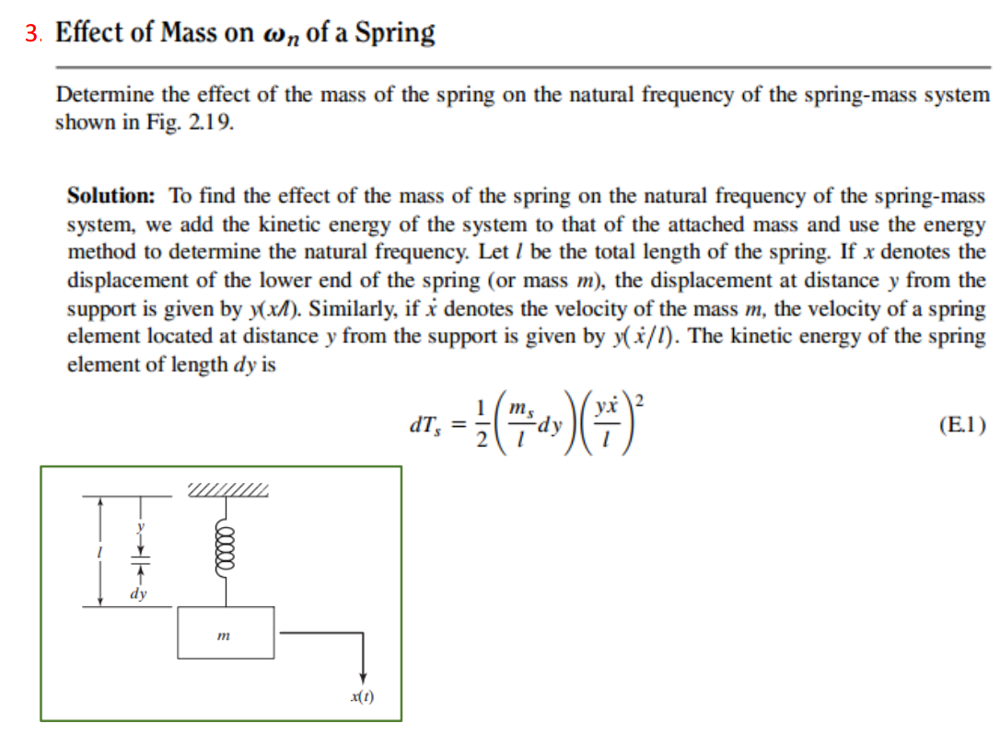 3. Effect of Mass on ωₙ of a Spring
Determine the effect of the mass of the spring on the natural frequency of the spring-mass system
shown in Fig. 2.19.
Solution: To find the effect of the mass of the spring on the natural frequency of the spring-mass
system, we add the kinetic energy of the system to that of the attached mass and use the energy
method to determine the natural frequency. Let l be the total length of the spring. If x denotes the
displacement of the lower end of the spring (or mass m), the displacement at distance y from the
support is given by y(x/l). Similarly, if ẋ denotes the velocity of the mass m, the velocity of a spring
element located at distance y from the support is given by y(ẋ/l). The kinetic energy of the spring
element of length dy is
dTₛ = 1/2 (mₛ/l dy)(yẋ/l)² (E.1)
y
l
dy
m
x(t)